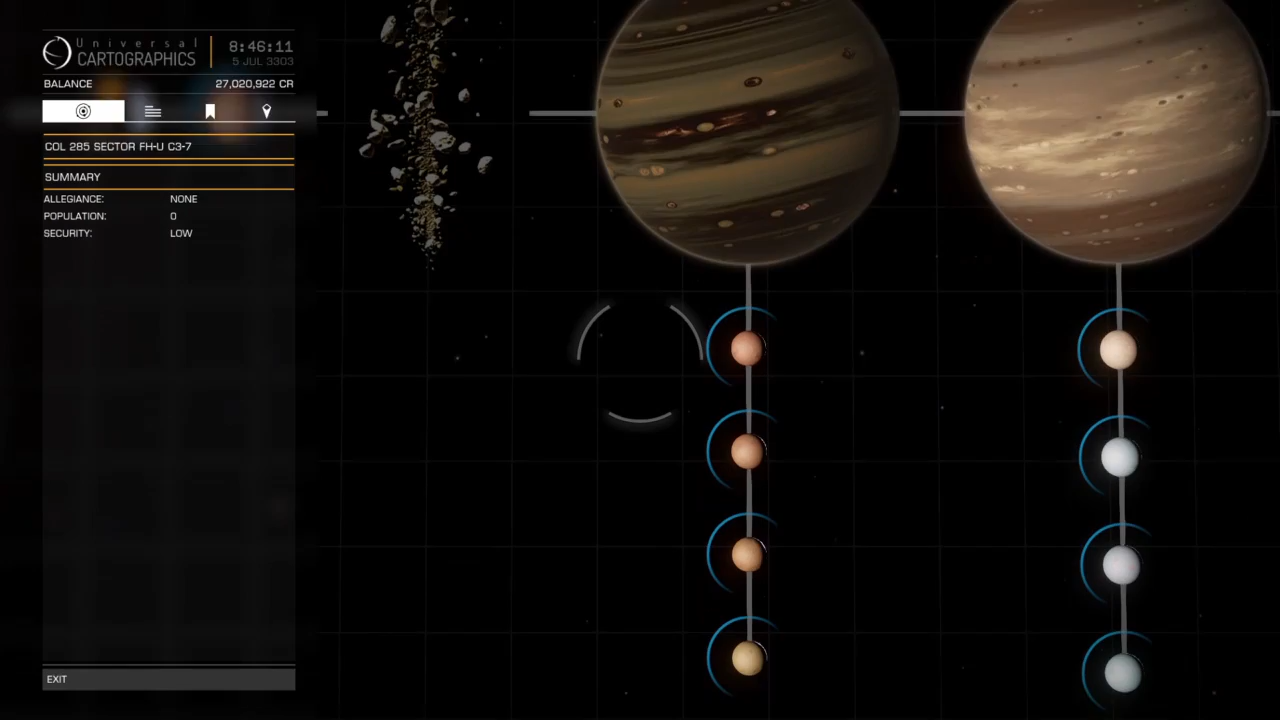 Universal
CARTOGRAPHICS
8:46:11
5 JUL 3303
BALANCE 27,020,922 CR
COL 285 SECTOR FH-U C3-7
SUMMARY
ALLEGIANCE: NONE
POPULATION: 0
SECURITY: LOW
EXIT